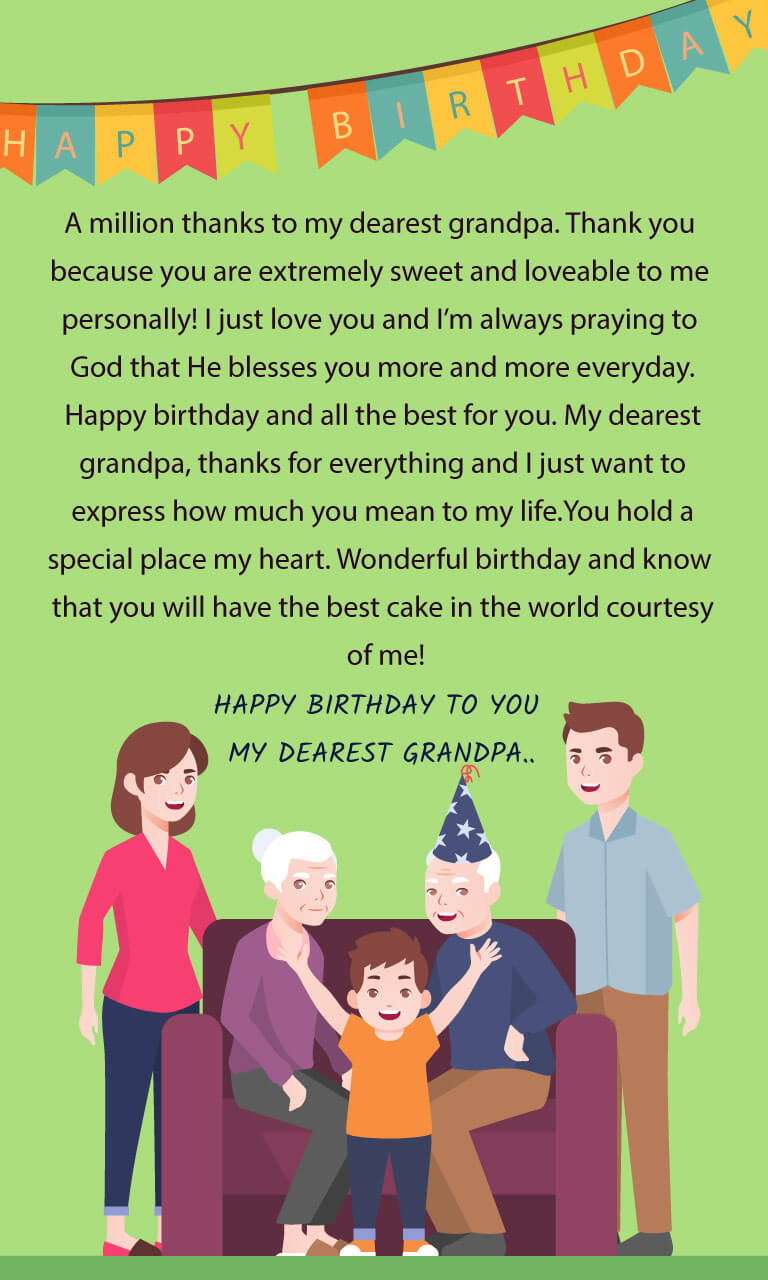 HAPPY BIRTHDAY
A million thanks to my dearest grandpa. Thank you
because you are extremely sweet and loveable to me
personally! I just love you and I’m always praying to
God that He blesses you more and more everyday.
Happy birthday and all the best for you. My dearest
grandpa, thanks for everything and I just want to
express how much you mean to my life.You hold a
special place my heart. Wonderful birthday and know
that you will have the best cake in the world courtesy
of me!
HAPPY BIRTHDAY TO YOU
MY DEAREST GRANDPA..